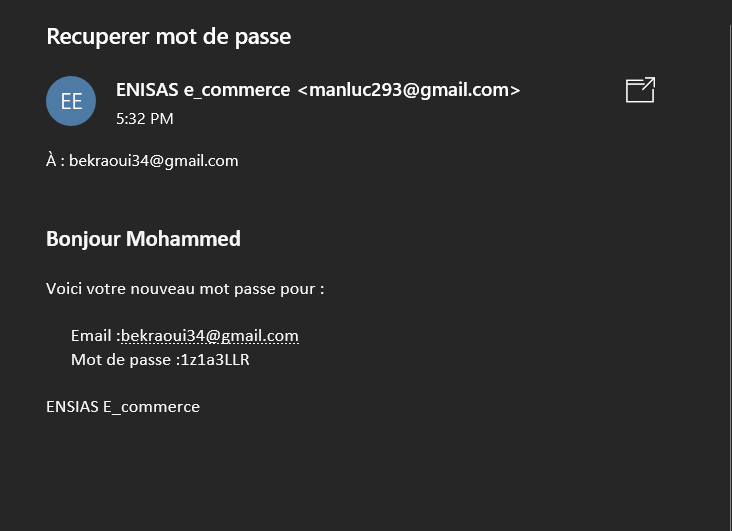 Recuperer mot de passe
EE
ENISAS e_commerce <manluc293@gmail.com>
5:32 PM
À : bekraoui34@gmail.com
Bonjour Mohammed
Voici votre nouveau mot passe pour :
Email :bekraoui34@gmail.com
Mot de passe :1z1a3LLR
ENSIAS E_commerce